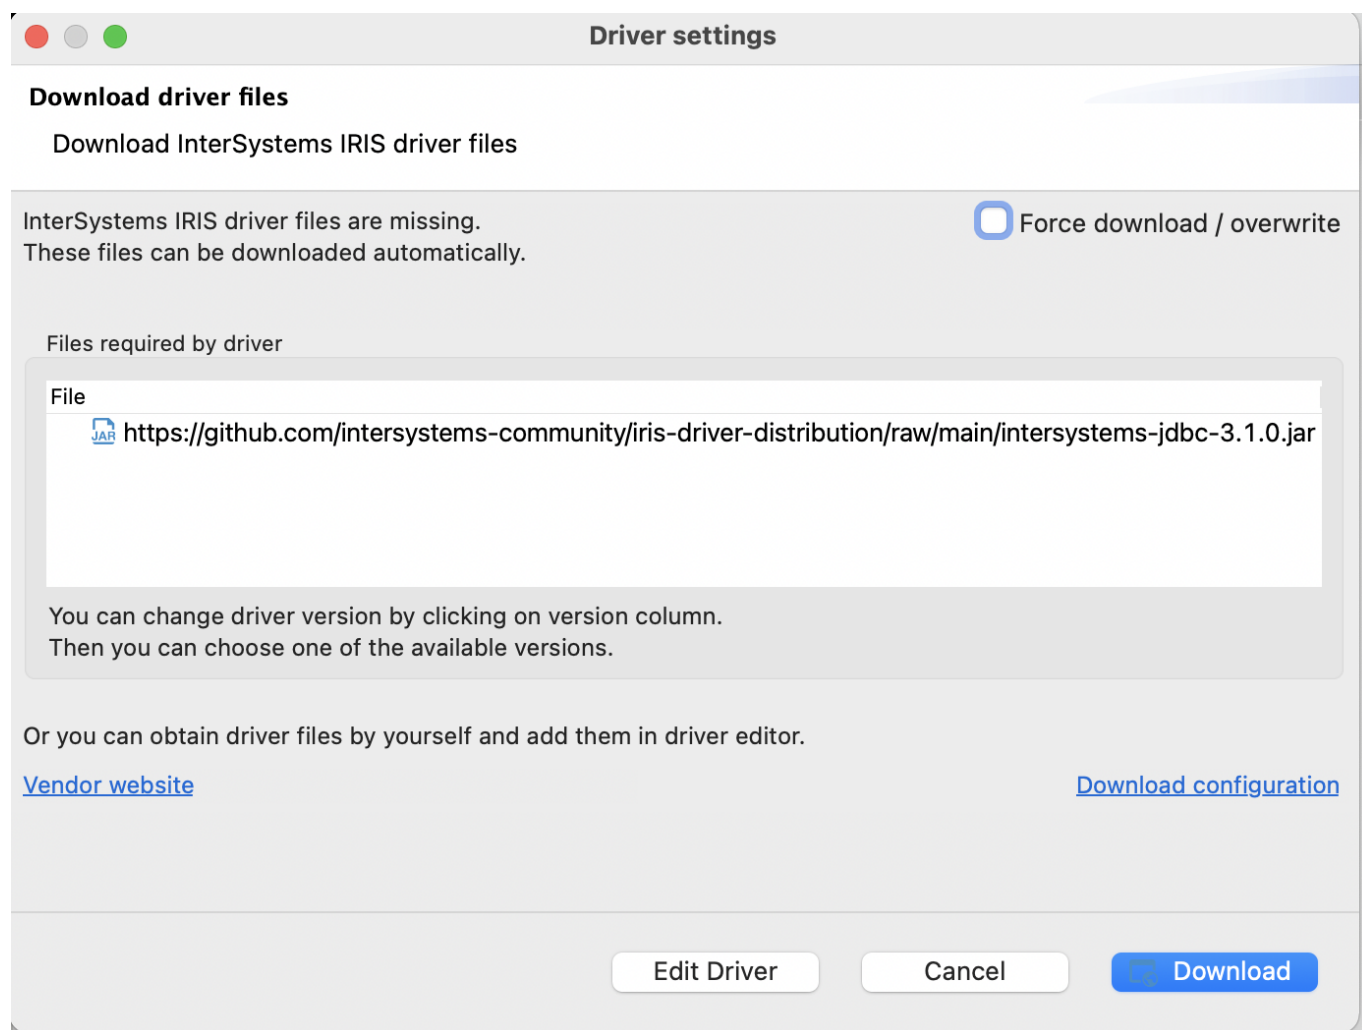 Driver settings
Download driver files
Download InterSystems IRIS driver files
InterSystems IRIS driver files are missing.
These files can be downloaded automatically.
Force download / overwrite
Files required by driver
File
JAR https://github.com/intersystems-community/iris-driver-distribution/raw/main/intersystems-jdbc-3.1.0.jar
You can change driver version by clicking on version column.
Then you can choose one of the available versions.
Or you can obtain driver files by yourself and add them in driver editor.
Vendor website
Download configuration
Edit Driver
Cancel
Download